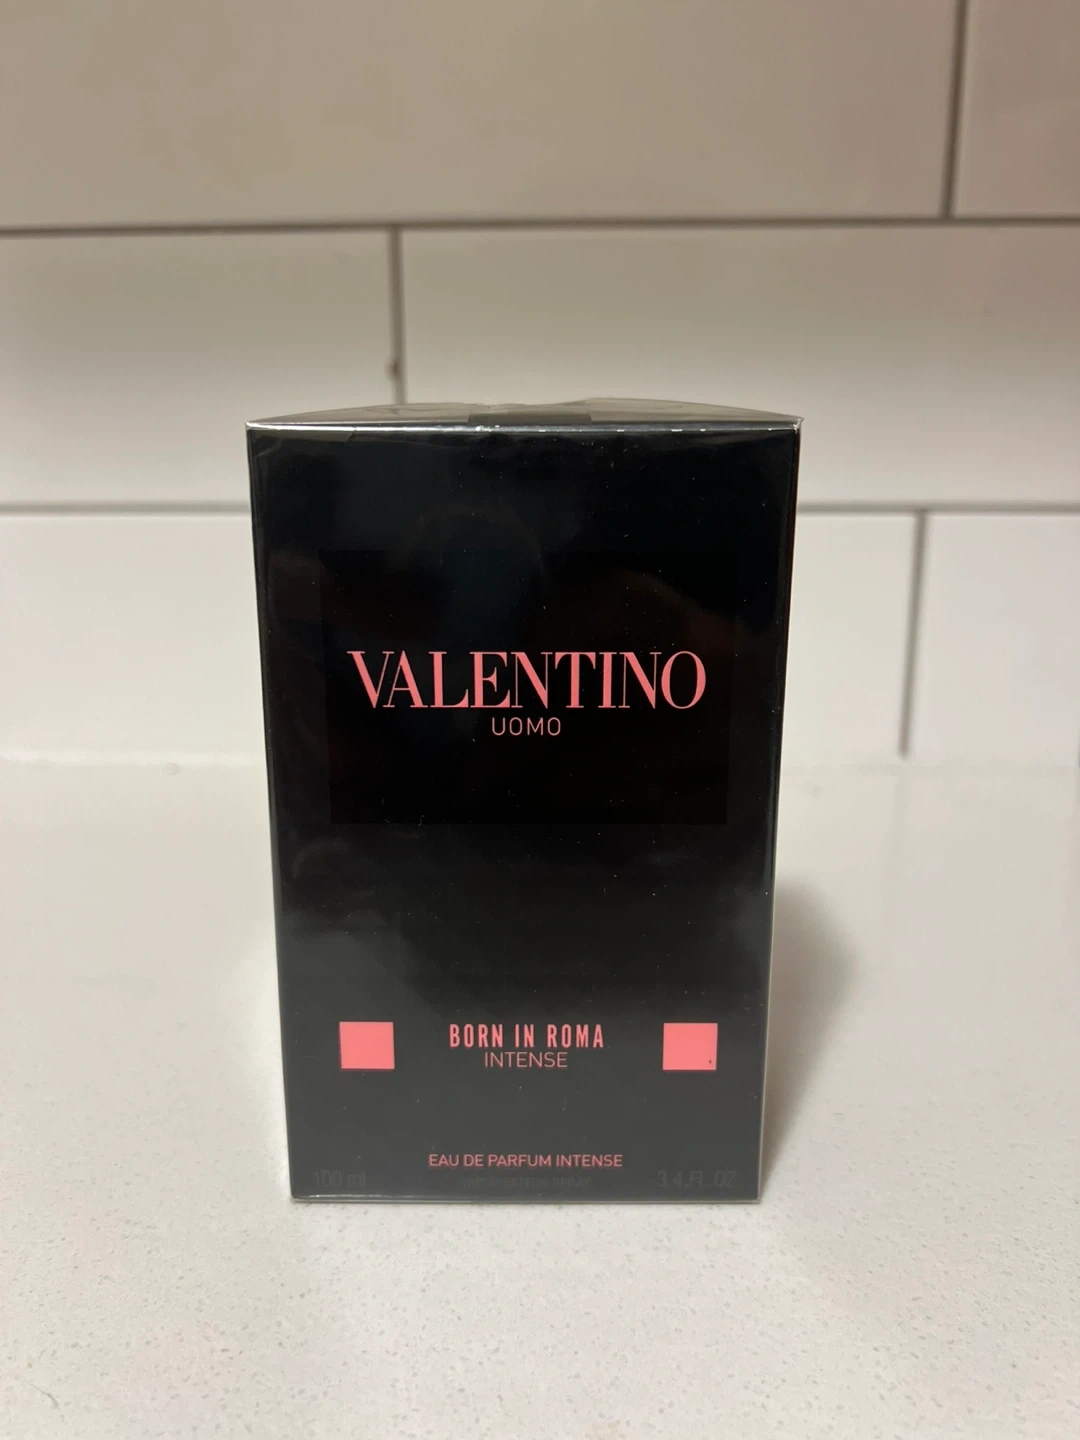 VALENTINO
UOMO
BORN IN ROMA
INTENSE
EAU DE PARFUM INTENSE
100 ml 3.4 FL.OZ